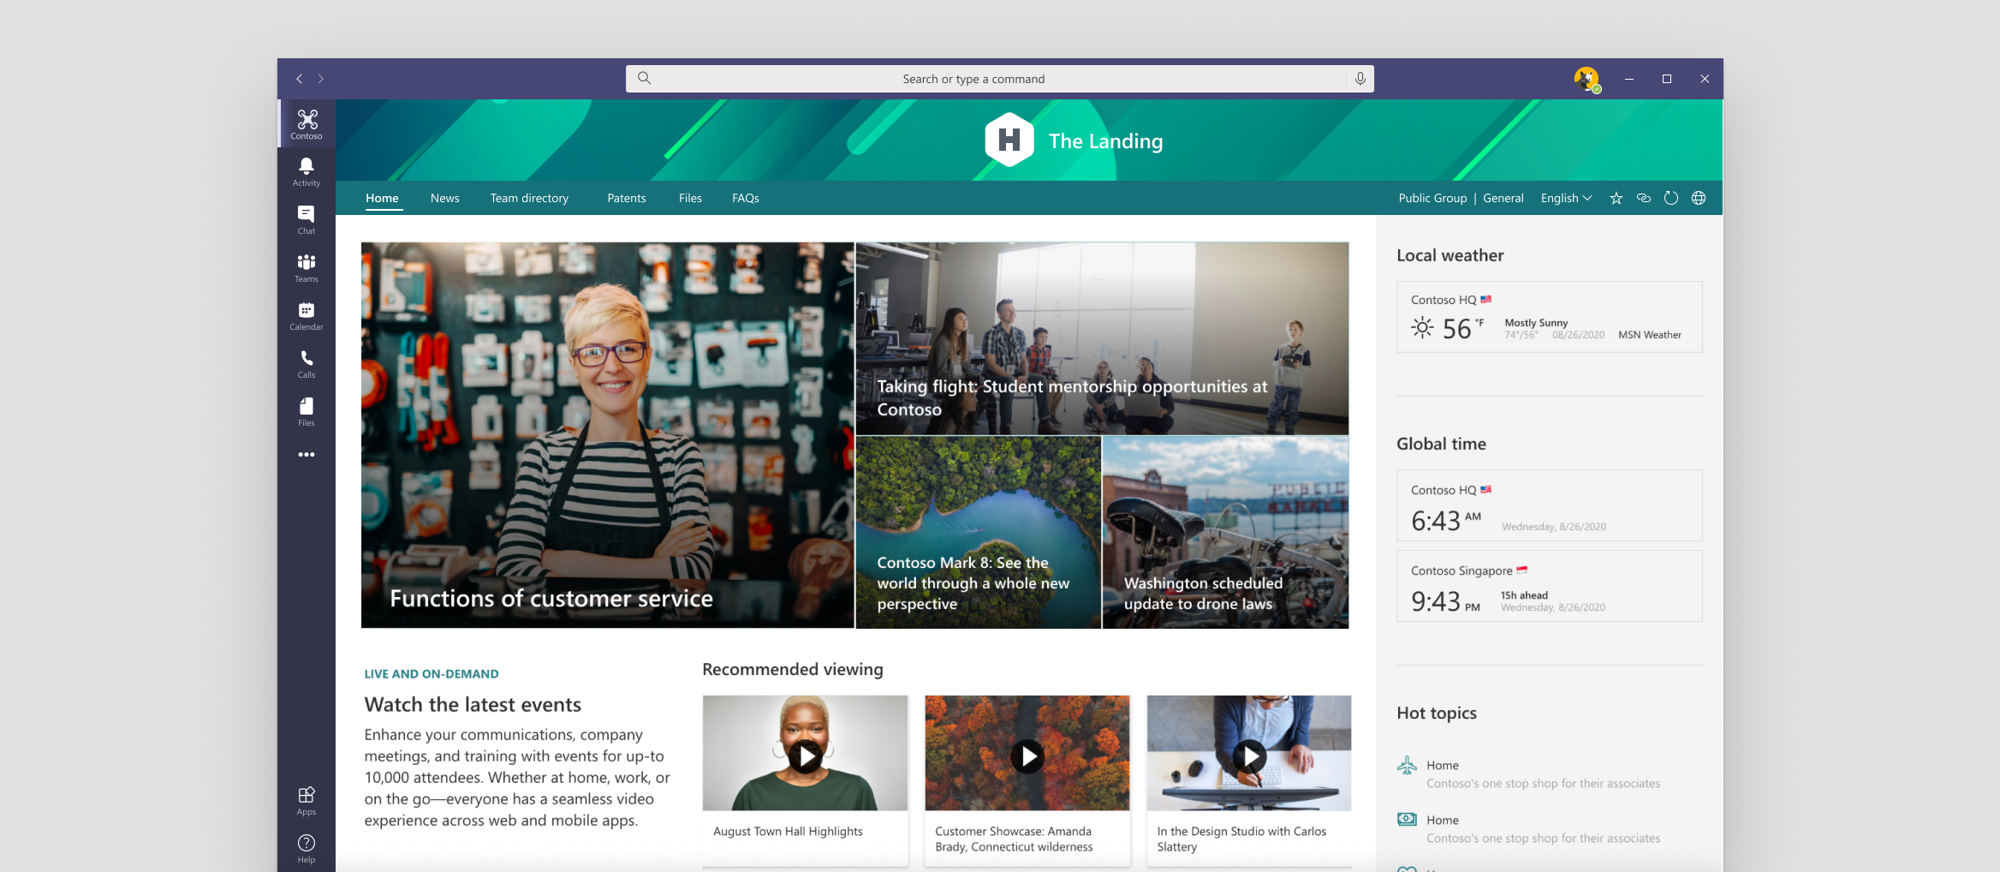 Search or type a command
Contoso
Activity
Chat
Teams
Calendar
Calls
Files
Apps
Help
H The Landing
Home News Team directory Patents Files FAQs
Public Group | General English
Functions of customer service
Taking flight: Student mentorship opportunities at
Contoso
Contoso Mark 8: See the
world through a whole new
perspective
PUBLIC
MARKET
Washington scheduled
update to drone laws
LIVE AND ON-DEMAND
Watch the latest events
Enhance your communications, company
meetings, and training with events for up-to
10,000 attendees. Whether at home, work, or
on the go—everyone has a seamless video
experience across web and mobile apps.
Recommended viewing
August Town Hall Highlights
Customer Showcase: Amanda
Brady, Connecticut wilderness
In the Design Studio with Carlos
Slattery
Local weather
Contoso HQ
56 °F
Mostly Sunny
74°/56° 08/26/2020 MSN Weather
Global time
Contoso HQ
6:43 AM Wednesday, 8/26/2020
Contoso Singapore
9:43 PM
15h ahead
Wednesday, 8/26/2020
Hot topics
Home
Contoso's one stop shop for their associates
Home
Contoso's one stop shop for their associates